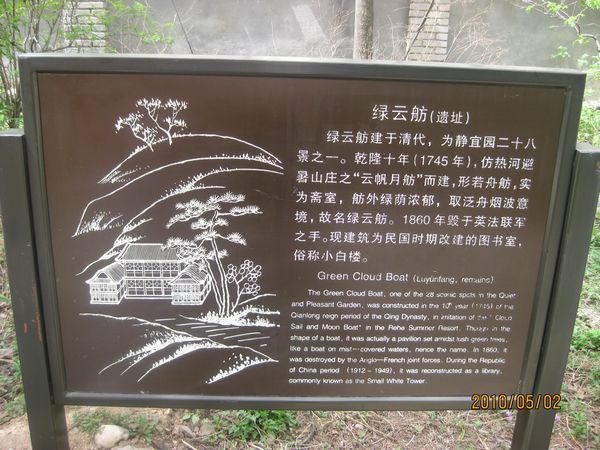 绿云舫(遗址)
绿云舫建于清代，为静宜园二十八
景之一。乾隆十年(1745年)，仿热河避
暑山庄之“云帆月舫”而建，形若舟舫，实
为斋室，舫外绿荫浓郁，取泛舟烟波意
境，故名绿云舫。1860年毁于英法联军
之手。现建筑为民国时期改建的图书室，
俗称小白楼。
Green Cloud Boat (Luyunfang, remains)
The Green Cloud Boat, one of the 28 scenic spots in the Quiet
and Pleasant Garden, was constructed in the 10th year (1745) of the
Qianlong reign period of the Qing Dynasty, in imitation of the "Cloud
Sail and Moon Boat" in the Rehe Summer Resort. Though in the
shape of a boat, it was actually a pavilion set amidst lush green trees,
like a boat on mist—covered waters, hence the name. In 1860, it
was destroyed by the Anglo—French joint forces. During the Republic
of China period (1912－1949), it was reconstructed as a library,
commonly known as the Small White Tower.
2010/05/02